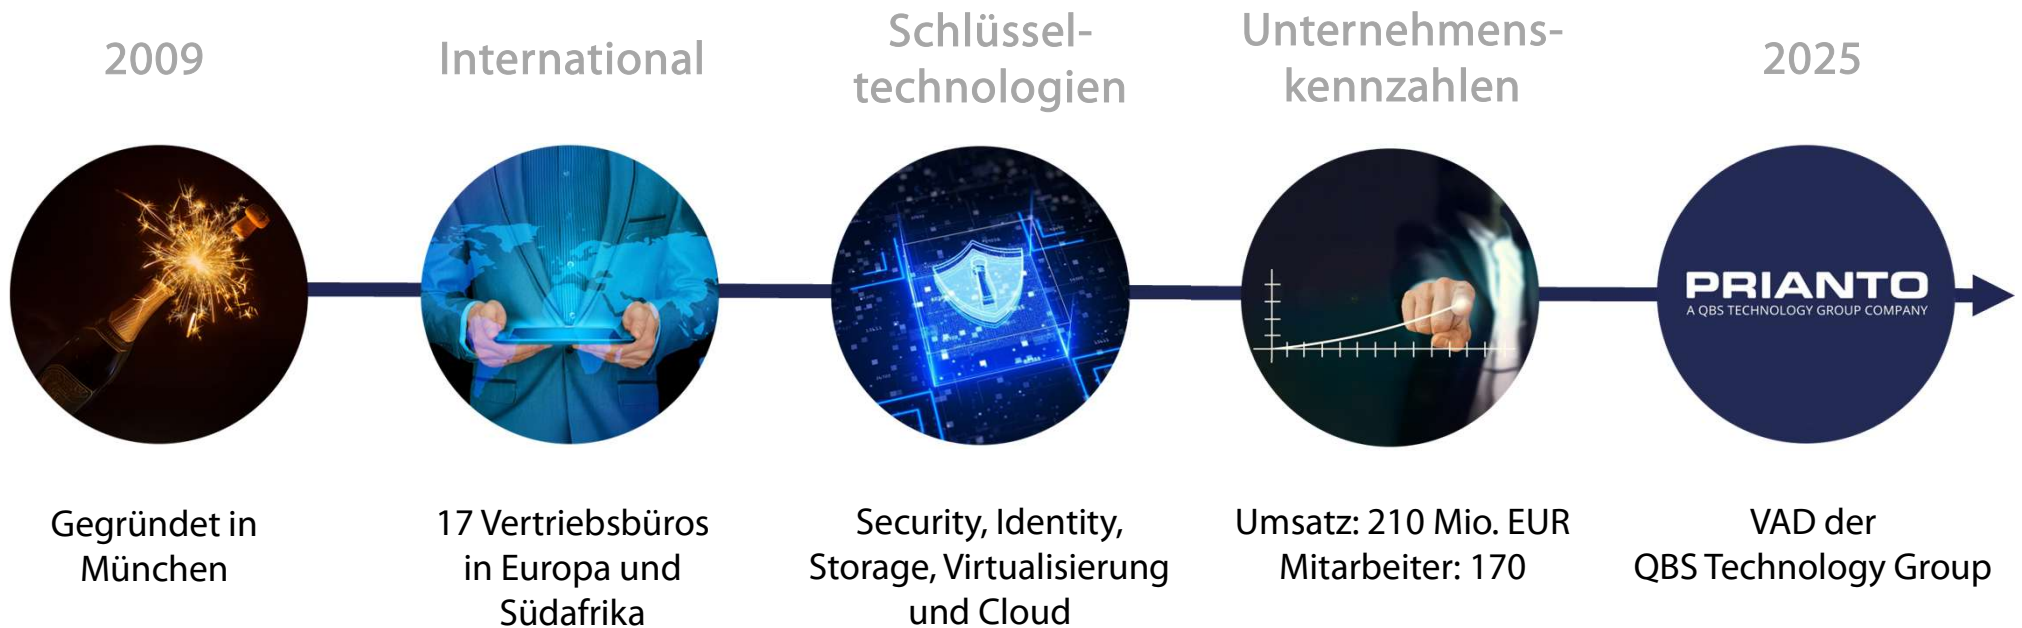 2009
Gegründet in
München
International
17 Vertriebsbüros
in Europa und
Südafrika
Schlüssel-
technologien
Security, Identity,
Storage, Virtualisierung
und Cloud
Unternehmens-
kennzahlen
Umsatz: 210 Mio. EUR
Mitarbeiter: 170
2025
PRIANTO
A QBS TECHNOLOGY GROUP COMPANY
VAD der
QBS Technology Group